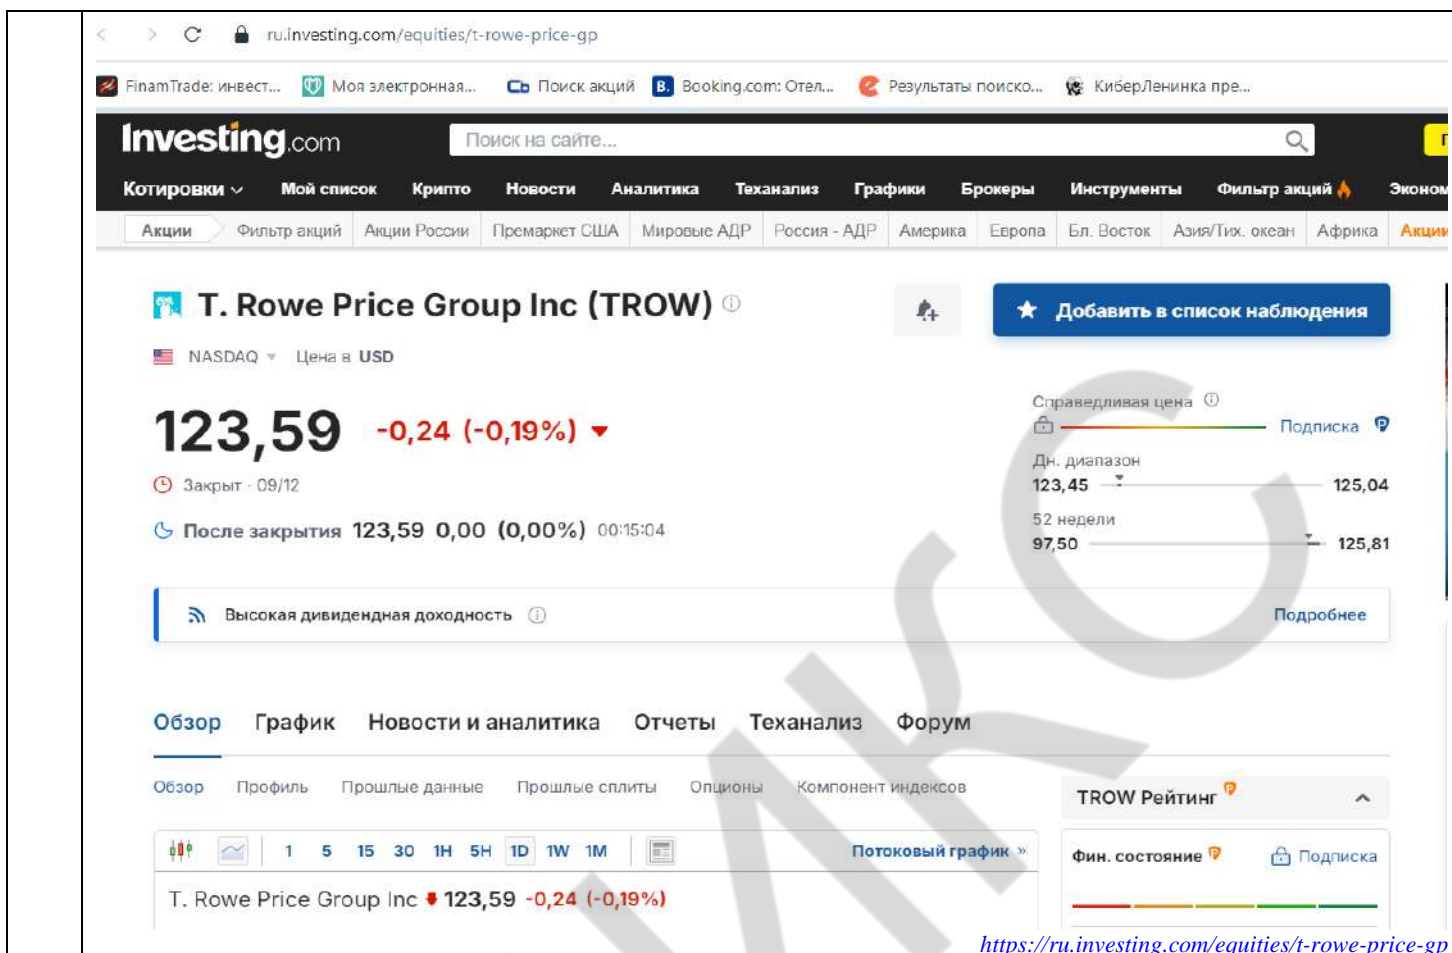 ru.investing.com/equities/t-rowe-price-gp
FinamTrade: инвест... Моя электронная... Сь Поиск акций B. Booking.com: Отел... Результаты поиско... КиберЛенинка пре...
Investing.com Поиск на сайте...
Котировки Мой список Крипто Новости Аналитика Теханализ Графики Брокеры Инструменты Фильтр акций Эконом
Акции Фильтр акций Акции России Премаркет США Мировые АДР Россия - АДР Америка Европа Бл. Восток Азия/Тих. океан Африка Акции
T. Rowe Price Group Inc (TROW)
Добавить в список наблюдения
NASDAQ Цена в USD
123,59 -0,24 (-0,19%)
Закрыт · 09/12
После закрытия 123,59 0,00 (0,00%) 00:15:04
Справедливая цена
Подписка
Дн. диапазон
123,45 125,04
52 недели
97,50 125,81
Высокая дивидендная доходность Подробнее
Обзор График Новости и аналитика Отчеты Теханализ Форум
Обзор Профиль Прошлые данные Прошлые сплиты Опционы Компонент индексов
1 5 15 30 1H 5H 1D 1W 1M Потоковый график »
T. Rowe Price Group Inc 123,59 -0,24 (-0,19%)
TROW Рейтинг
Фин. состояние Подписка
https://ru.investing.com/equities/t-rowe-price-gp
ИКС